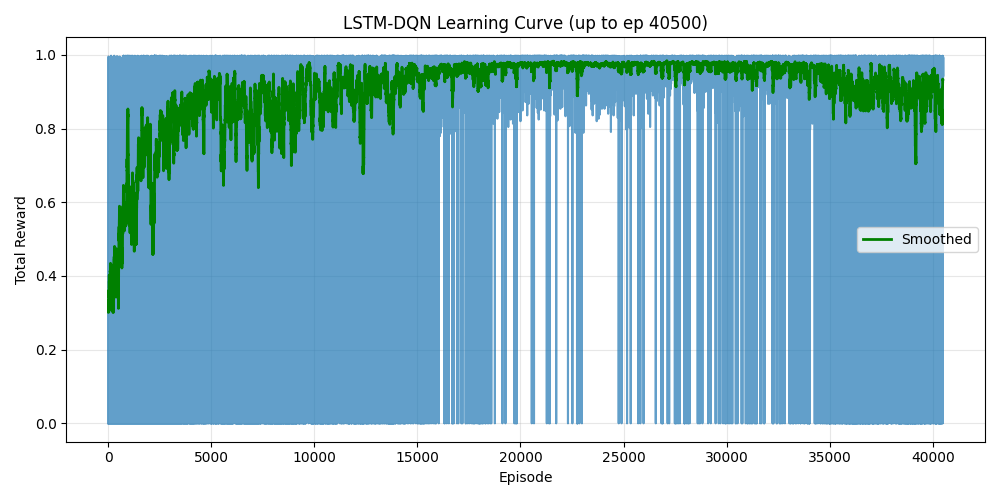 LSTM-DQN Learning Curve (up to ep 40500)
1.0
0.8
0.6
0.4
0.2
0.0
Total Reward
Smoothed
0 5000 10000 15000 20000 25000 30000 35000 40000
Episode